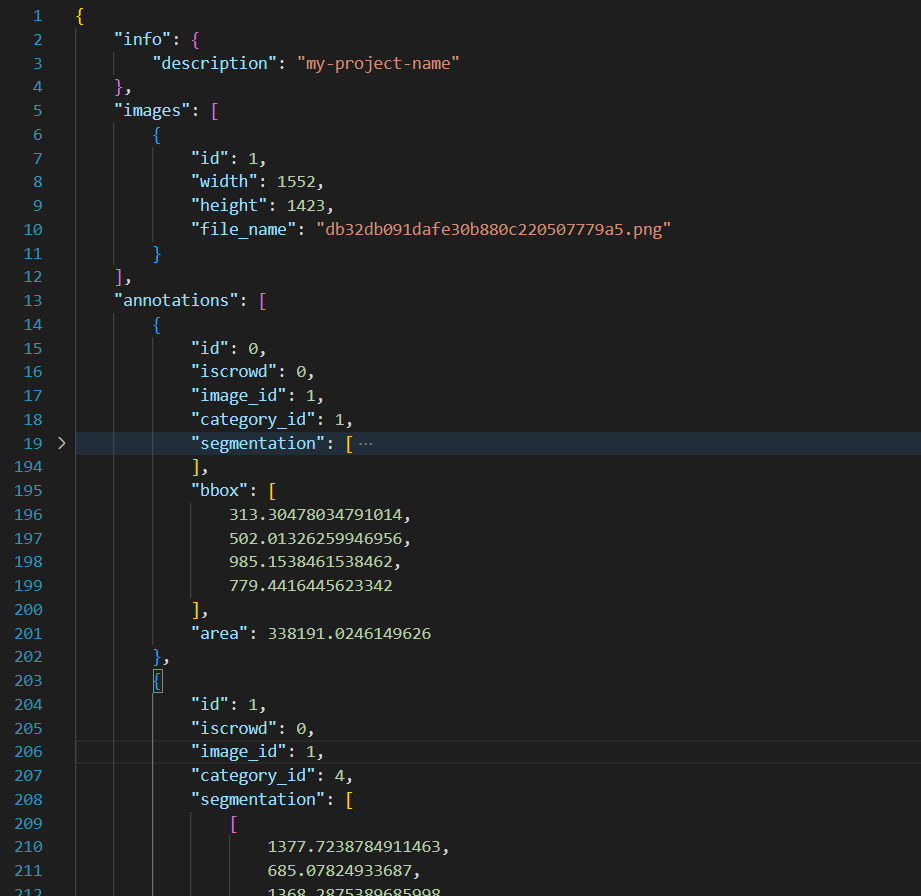 1 {
2 "info": {
3 "description": "my-project-name"
4 },
5 "images": [
6 {
7 "id": 1,
8 "width": 1552,
9 "height": 1423,
10 "file_name": "db32db091dafe30b880c220507779a5.png"
11 }
12 ],
13 "annotations": [
14 {
15 "id": 0,
16 "iscrowd": 0,
17 "image_id": 1,
18 "category_id": 1,
19 "segmentation": [ ···
194 ],
195 "bbox": [
196 313.30478034791014,
197 502.01326259946956,
198 985.1538461538462,
199 779.4416445623342
200 ],
201 "area": 338191.0246149626
202 },
203 {
204 "id": 1,
205 "iscrowd": 0,
206 "image_id": 1,
207 "category_id": 4,
208 "segmentation": [
209 [
210 1377.7238784911463,
211 685.07824933687,
212 1368.2875389685998